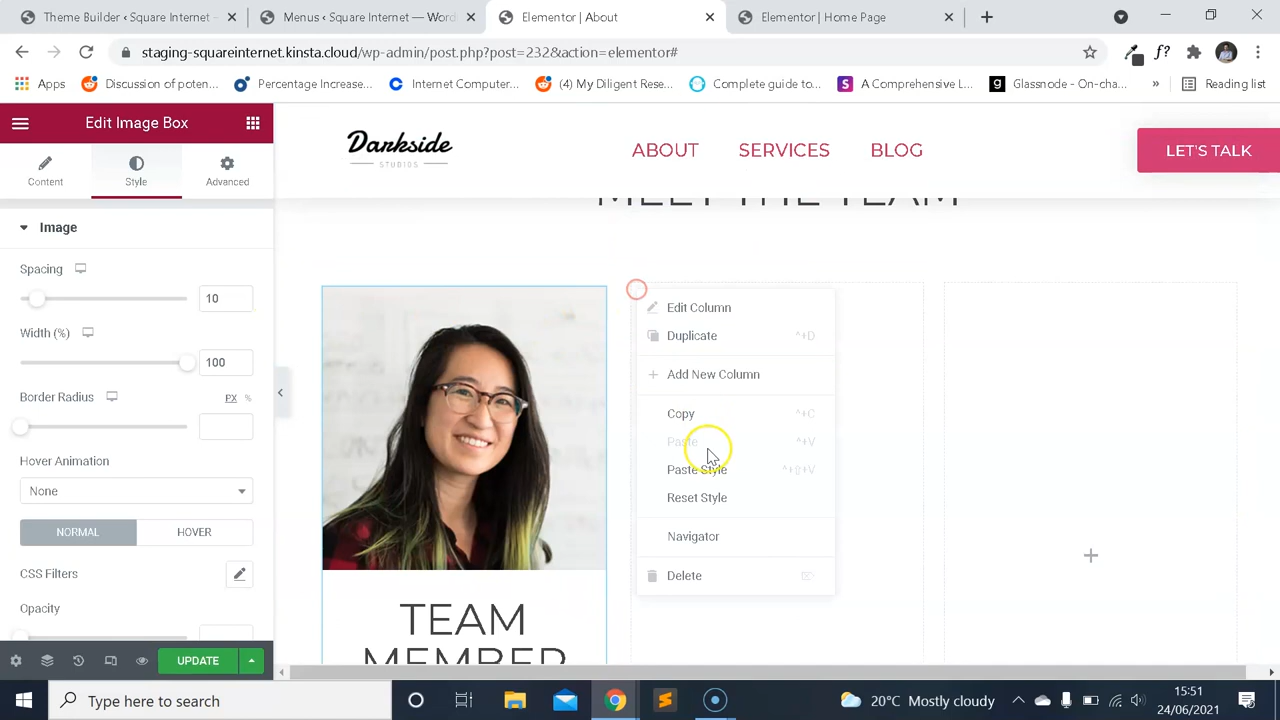 Theme Builder ‹ Square Internet -
Menus ‹ Square Internet — Word
Elementor | About
Elementor | Home Page
staging-squareinternet.kinsta.cloud/wp-admin/post.php?post=232&action=elementor#
f?
Apps
Discussion of poten...
Percentage Increase...
Internet Computer...
(4) My Diligent Rese...
Complete guide to...
A Comprehensive L...
Glassnode - On-cha...
»
Reading list
Edit Image Box
Content
Style
Advanced
Darkside
STUDIOS
ABOUT
SERVICES
BLOG
LET'S TALK
MEET THE TEAM
Image
Spacing
10
Width (%)
100
Border Radius
PX
%
Hover Animation
None
NORMAL
HOVER
CSS Filters
Opacity
UPDATE
Edit Column
Duplicate ^+D
Add New Column
Copy ^+C
Paste ^+V
Paste Style ^+⇧+V
Reset Style
Navigator
Delete ⌦
TEAM
MEMBER
Type here to search
20°C Mostly cloudy
15:51
24/06/2021